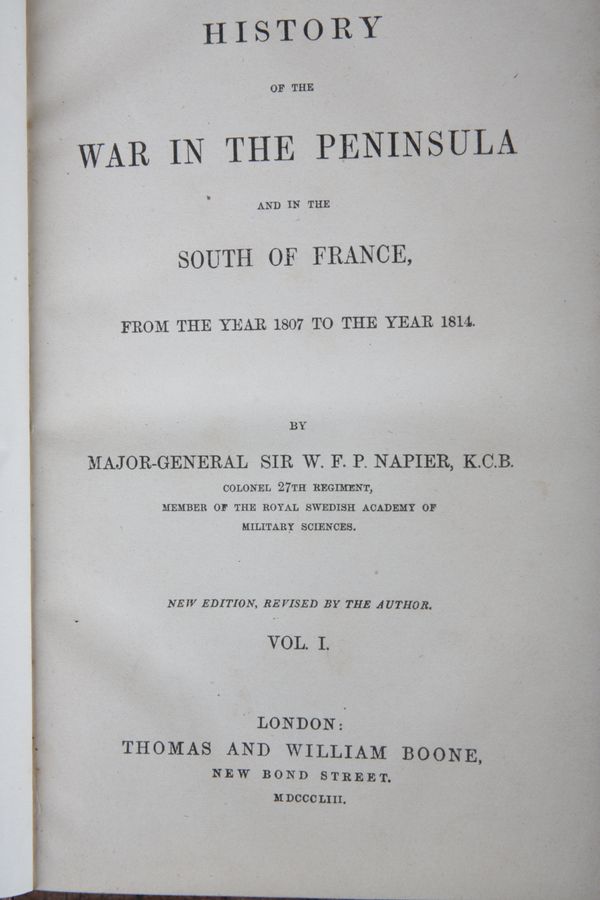 HISTORY
OF THE
WAR IN THE PENINSULA
AND IN THE
SOUTH OF FRANCE,
FROM THE YEAR 1807 TO THE YEAR 1814.
BY
MAJOR-GENERAL SIR W. F. P. NAPIER, K.C.B.
COLONEL 27TH REGIMENT,
MEMBER OF THE ROYAL SWEDISH ACADEMY OF
MILITARY SCIENCES.
NEW EDITION, REVISED BY THE AUTHOR.
VOL. I.
LONDON:
THOMAS AND WILLIAM BOONE,
NEW BOND STREET.
MDCCCLIII.